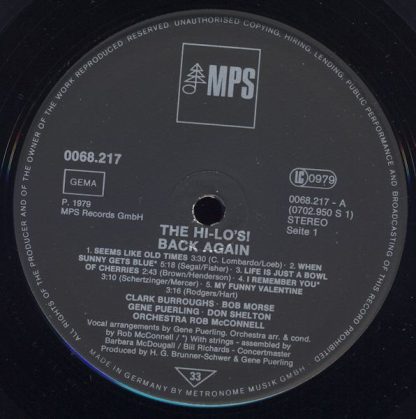 ALL RIGHTS OF THE PRODUCER AND OF THE OWNER OF THE WORK REPRODUCED RESERVED. UNAUTHORISED COPYING, HIRING, LENDING, PUBLIC PERFORMANCE AND BROADCASTING OF THIS RECORD PROHIBITED.
MPS
0068.217
GEMA
P. 1979
MPS Records GmbH
LC 0979
0068.217 - A
(0702.950 S 1)
STEREO
Seite 1
THE HI-LO'S!
BACK AGAIN
1. SEEMS LIKE OLD TIMES 3:30 (C. Lombardo/Loeb) · 2. WHEN
SUNNY GETS BLUE* 5:18 (Segal/Fisher) · 3. LIFE IS JUST A BOWL
OF CHERRIES 2:43 (Brown/Henderson) · 4. I REMEMBER YOU*
3:10 (Schertzinger/Mercer) · 5. MY FUNNY VALENTINE
3:16 (Rodgers/Hart)
CLARK BURROUGHS · BOB MORSE
GENE PUERLING · DON SHELTON
ORCHESTRA ROB McCONNELL
Vocal arrangements by Gene Puerling. Orchestra arr. & cond.
by Rob McConnell / *) With strings - assembled by
Barbara McDougall / Bill Richards - Concertmaster
Produced by H. G. Brunner-Schwer & Gene Puerling
33
MADE IN GERMANY BY METRONOME MUSIK GMBH